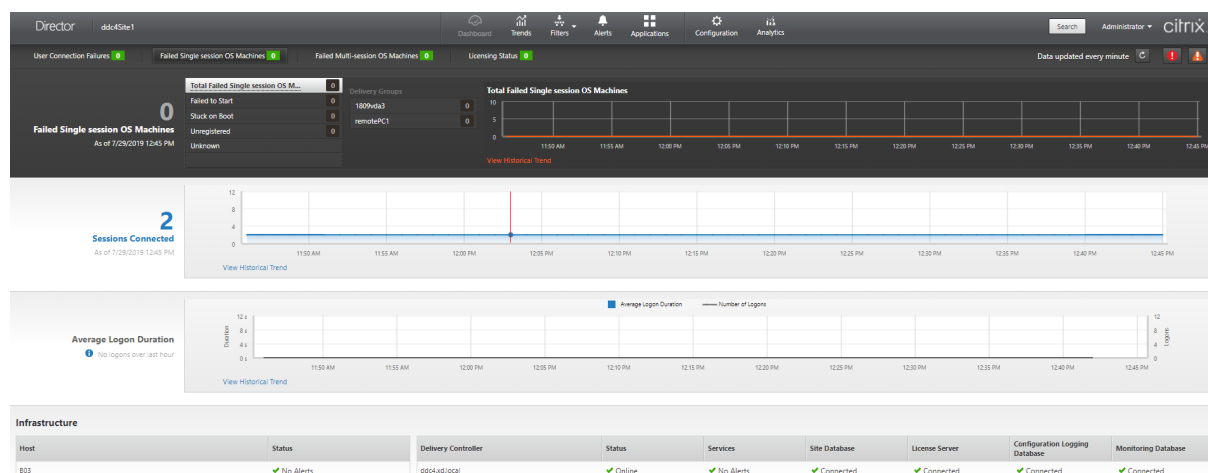 Director ddc4Site1 Dashboard Trends Filters Alerts Applications Configuration Analytics Search Administrator citrix
User Connection Failures 0 Failed Single session OS Machines 0 Failed Multi-session OS Machines 0 Licensing Status 0 Data updated every minute
0
Failed Single session OS Machines
As of 7/29/2019 12:45 PM
Total Failed Single session OS M... 0
Failed to Start 0
Stuck on Boot 0
Unregistered 0
Unknown
Delivery Groups
1809vda3 0
remotePC1 0
Total Failed Single session OS Machines
10
5
0
11:50 AM 11:55 AM 12:00 PM 12:05 PM 12:10 PM 12:15 PM 12:20 PM 12:25 PM 12:30 PM 12:35 PM 12:40 PM 12:45 PM
View Historical Trend
2
Sessions Connected
As of 7/29/2019 12:45 PM
12
8
4
0
11:50 AM 11:55 AM 12:00 PM 12:05 PM 12:10 PM 12:15 PM 12:20 PM 12:25 PM 12:30 PM 12:35 PM 12:40 PM 12:45 PM
View Historical Trend
Average Logon Duration
No logons over last hour
Average Logon Duration Number of Logons
Duration
12 s
8 s
4 s
0 s
11:50 AM 11:55 AM 12:00 PM 12:05 PM 12:10 PM 12:15 PM 12:20 PM 12:25 PM 12:30 PM 12:35 PM 12:40 PM 12:45 PM
12
8
4
0
Logons
View Historical Trend
Infrastructure
Host Status Delivery Controller Status Services Site Database License Server Configuration Logging Database Monitoring Database
B03 No Alerts ddc4.xd.local Online No Alerts Connected Connected Connected Connected